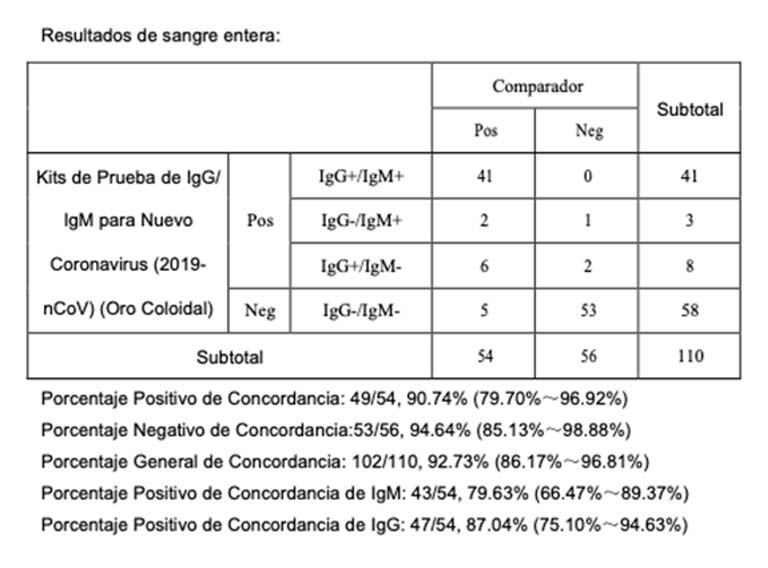 Resultados de sangre entera:
Comparador
Subtotal
Pos
Neg
Kits de Prueba de IgG/
IgM para Nuevo
Coronavirus (2019-
nCoV) (Oro Coloidal)
Pos
IgG+/IgM+
41
0
41
IgG-/IgM+
2
1
3
IgG+/IgM-
6
2
8
Neg
IgG-/IgM-
5
53
58
Subtotal
54
56
110
Porcentaje Positivo de Concordancia: 49/54, 90.74% (79.70%~96.92%)
Porcentaje Negativo de Concordancia:53/56, 94.64% (85.13%~98.88%)
Porcentaje General de Concordancia: 102/110, 92.73% (86.17%~96.81%)
Porcentaje Positivo de Concordancia de IgM: 43/54, 79.63% (66.47%~89.37%)
Porcentaje Positivo de Concordancia de IgG: 47/54, 87.04% (75.10%~94.63%)